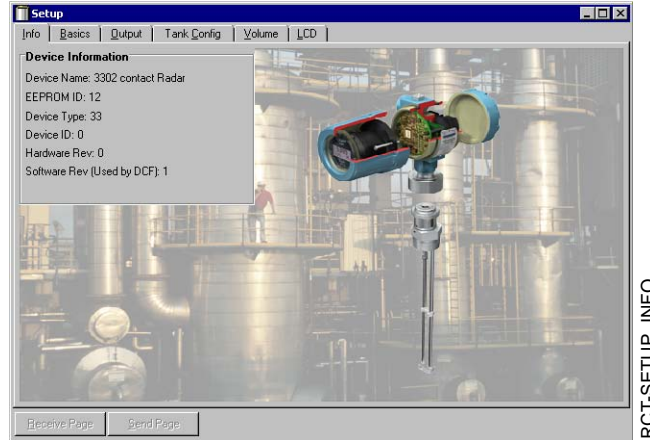 Setup
Info Basics Output Tank Config Volume LCD
Device Information
Device Name: 3302 contact Radar
EEPROM ID: 12
Device Type: 33
Device ID: 0
Hardware Rev: 0
Software Rev (Used by DCF): 1
Receive Page Send Page
RCT-SETUP_INFO